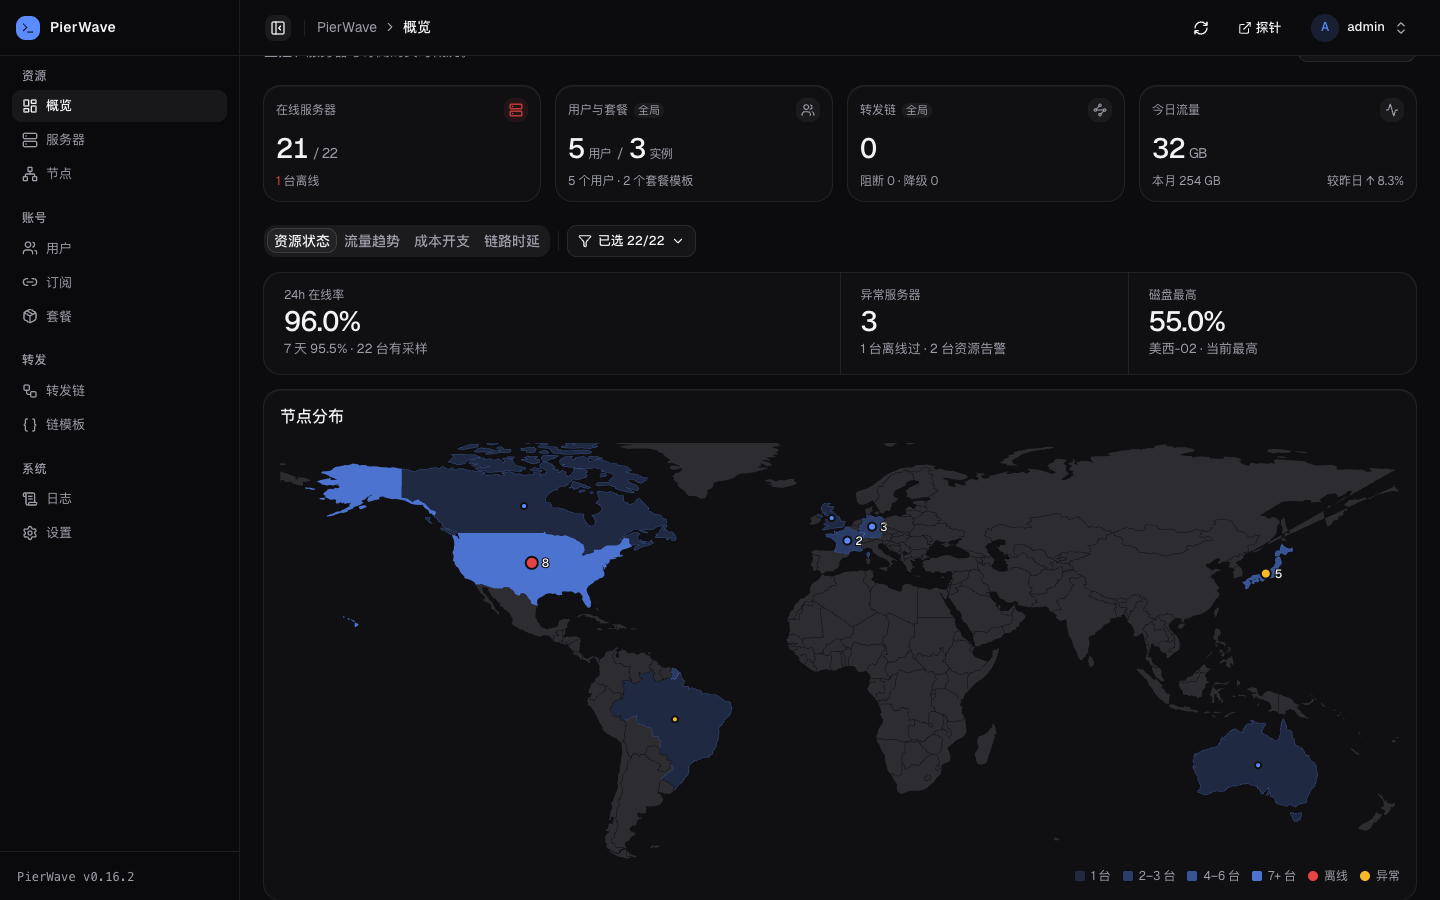 PierWave
PierWave > 概览
探针
A admin
资源
概览
服务器
节点
账号
用户
订阅
套餐
转发
转发链
链模板
系统
日志
设置
PierWave v0.16.2
在线服务器
21 / 22
1 台离线
用户与套餐 全局
5 用户 / 3 实例
5 个用户 · 2 个套餐模板
转发链 全局
0
阻断 0 · 降级 0
今日流量
32 GB
本月 254 GB 较昨日 ↑ 8.3%
资源状态 流量趋势 成本开支 链路时延 已选 22/22
24h 在线率
96.0%
7 天 95.5% · 22 台有采样
异常服务器
3
1 台离线过 · 2 台资源告警
磁盘最高
55.0%
美西-02 · 当前最高
节点分布
3
2
8
5
1 台 2–3 台 4–6 台 7+ 台 离线 异常